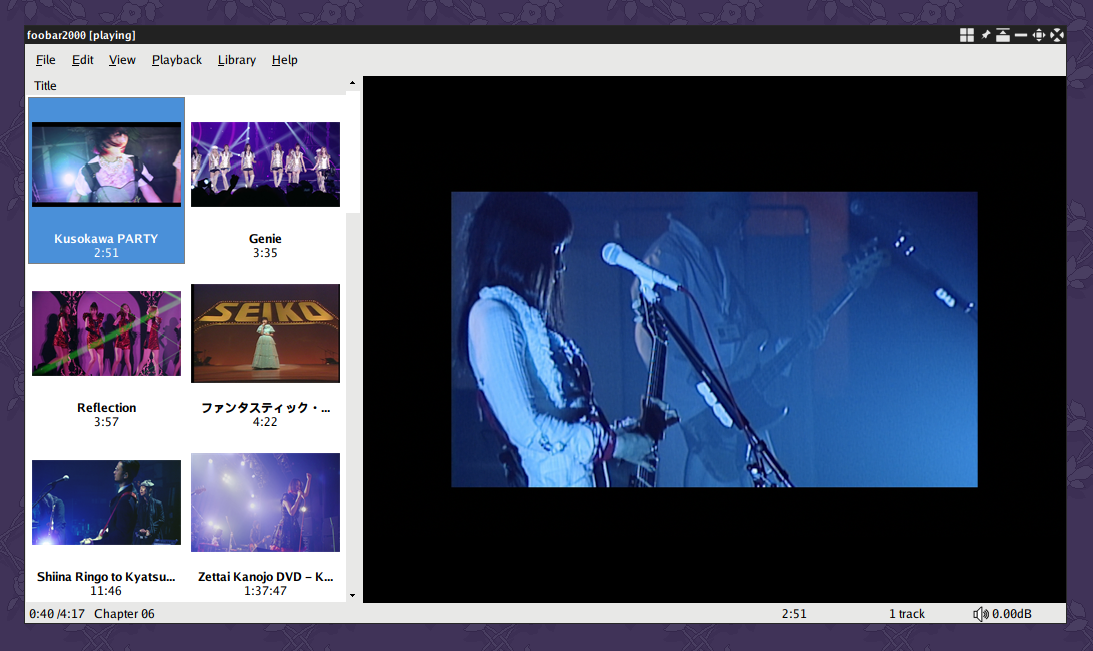 foobar2000 [playing]
File Edit View Playback Library Help
Title
Kusokawa PARTY
2:51
Genie
3:35
SEIKO
Reflection
3:57
ファンタスティック・...
4:22
Shiina Ringo to Kyatsu...
11:46
Zettai Kanojo DVD – K...
1:37:47
0:40 /4:17 Chapter 06
2:51
1 track
0.00dB